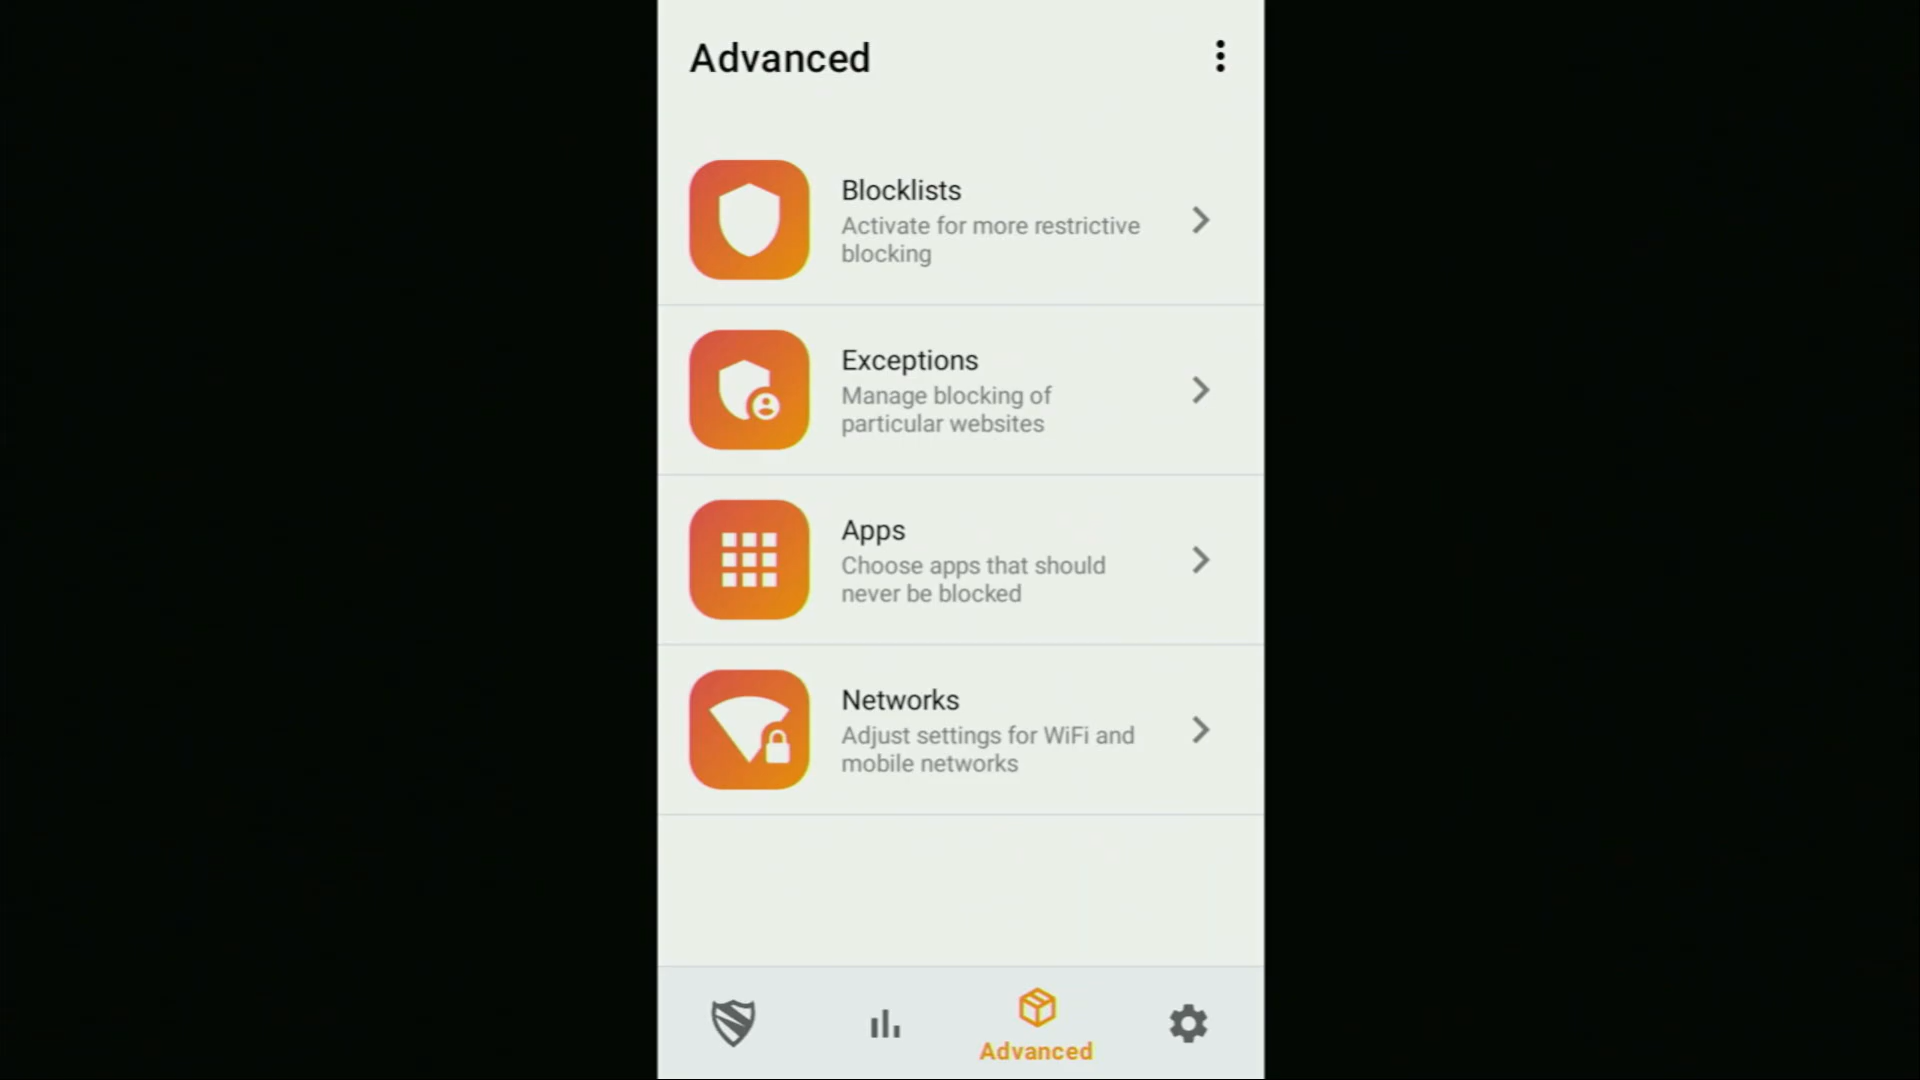 Advanced
Blocklists
Activate for more restrictive
blocking
Exceptions
Manage blocking of
particular websites
Apps
Choose apps that should
never be blocked
Networks
Adjust settings for WiFi and
mobile networks
Advanced